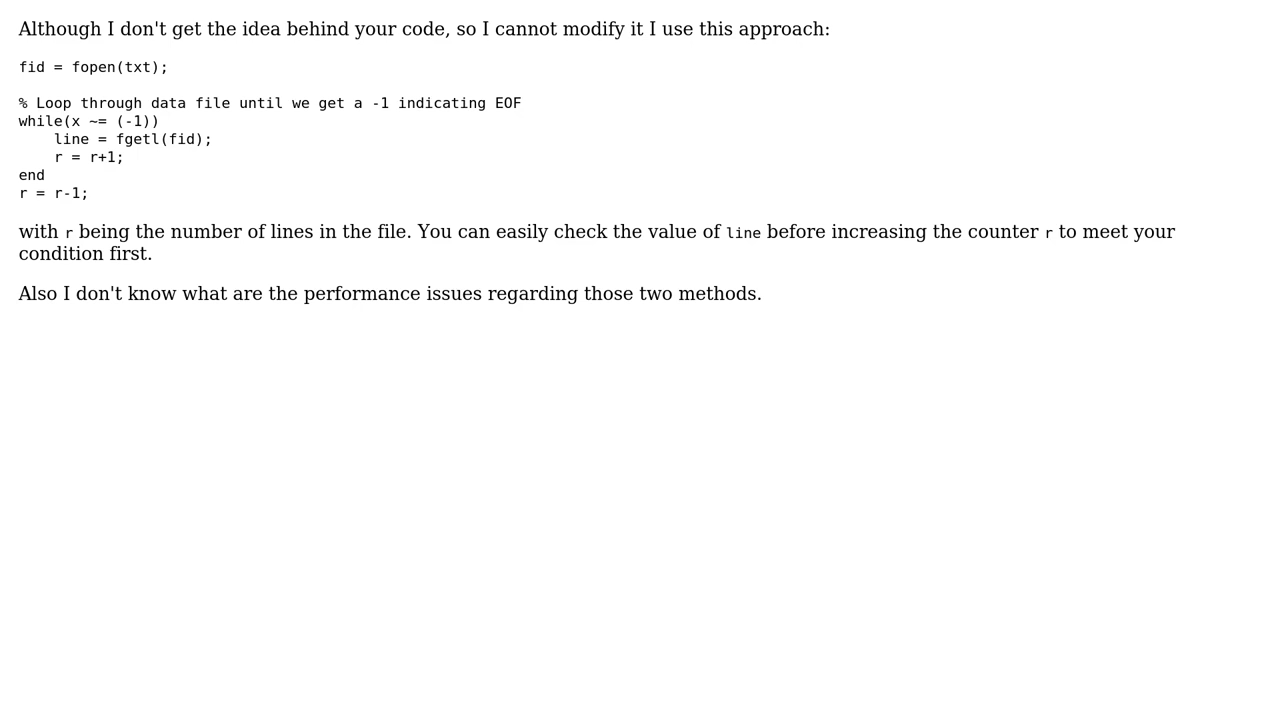 Although I don't get the idea behind your code, so I cannot modify it I use this approach:
fid = fopen(txt);
% Loop through data file until we get a -1 indicating EOF
while(x ~= (-1))
    line = fgetl(fid);
    r = r+1;
end
r = r-1;
with r being the number of lines in the file. You can easily check the value of line before increasing the counter r to meet your
condition first.
Also I don't know what are the performance issues regarding those two methods.